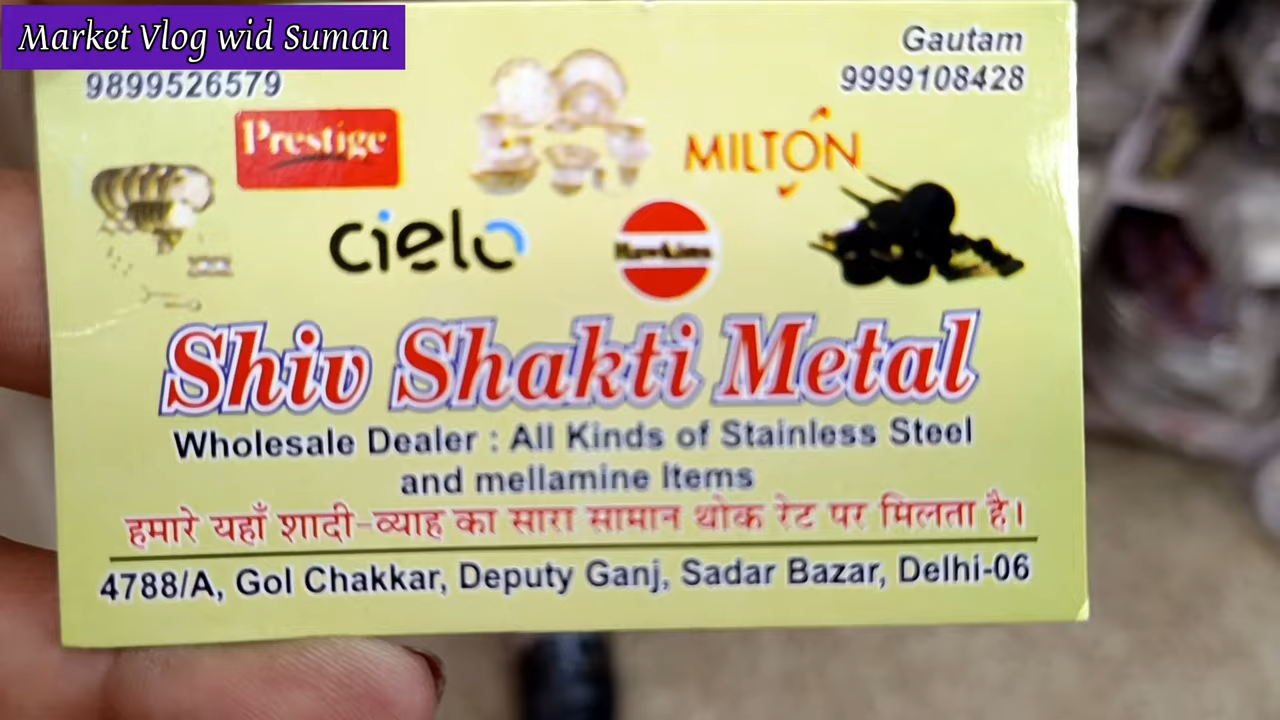 Market Vlog wid Suman
Gautam
9899526579
9999108428
Prestige
MILTON
cielo
Hawkins
Shiv Shakti Metal
Wholesale Dealer : All Kinds of Stainless Steel
and mellamine Items
हमारे यहाँ शादी-व्याह का सारा सामान थोक रेट पर मिलता है।
4788/A, Gol Chakkar, Deputy Ganj, Sadar Bazar, Delhi-06